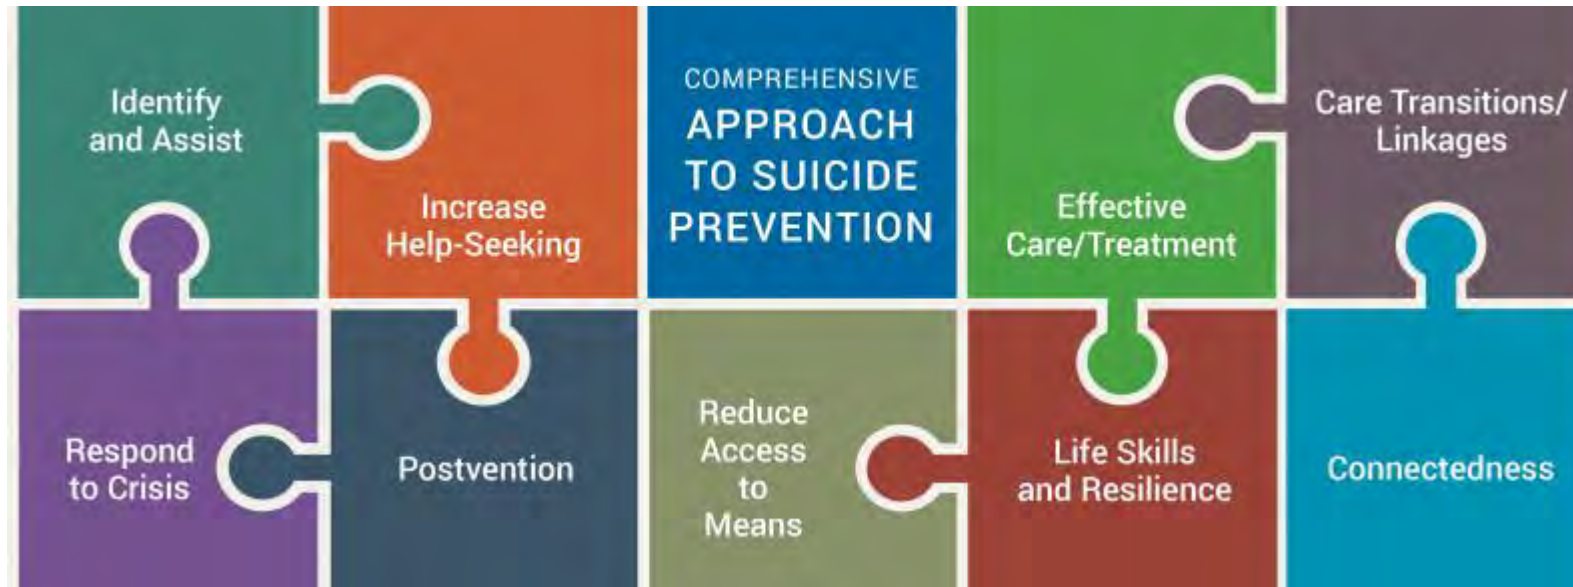 Identify
and Assist
Increase
Help-Seeking
COMPREHENSIVE
APPROACH
TO SUICIDE
PREVENTION
Effective
Care/Treatment
Care Transitions/
Linkages
Respond
to Crisis
Postvention
Reduce
Access
to
Means
Life Skills
and Resilience
Connectedness